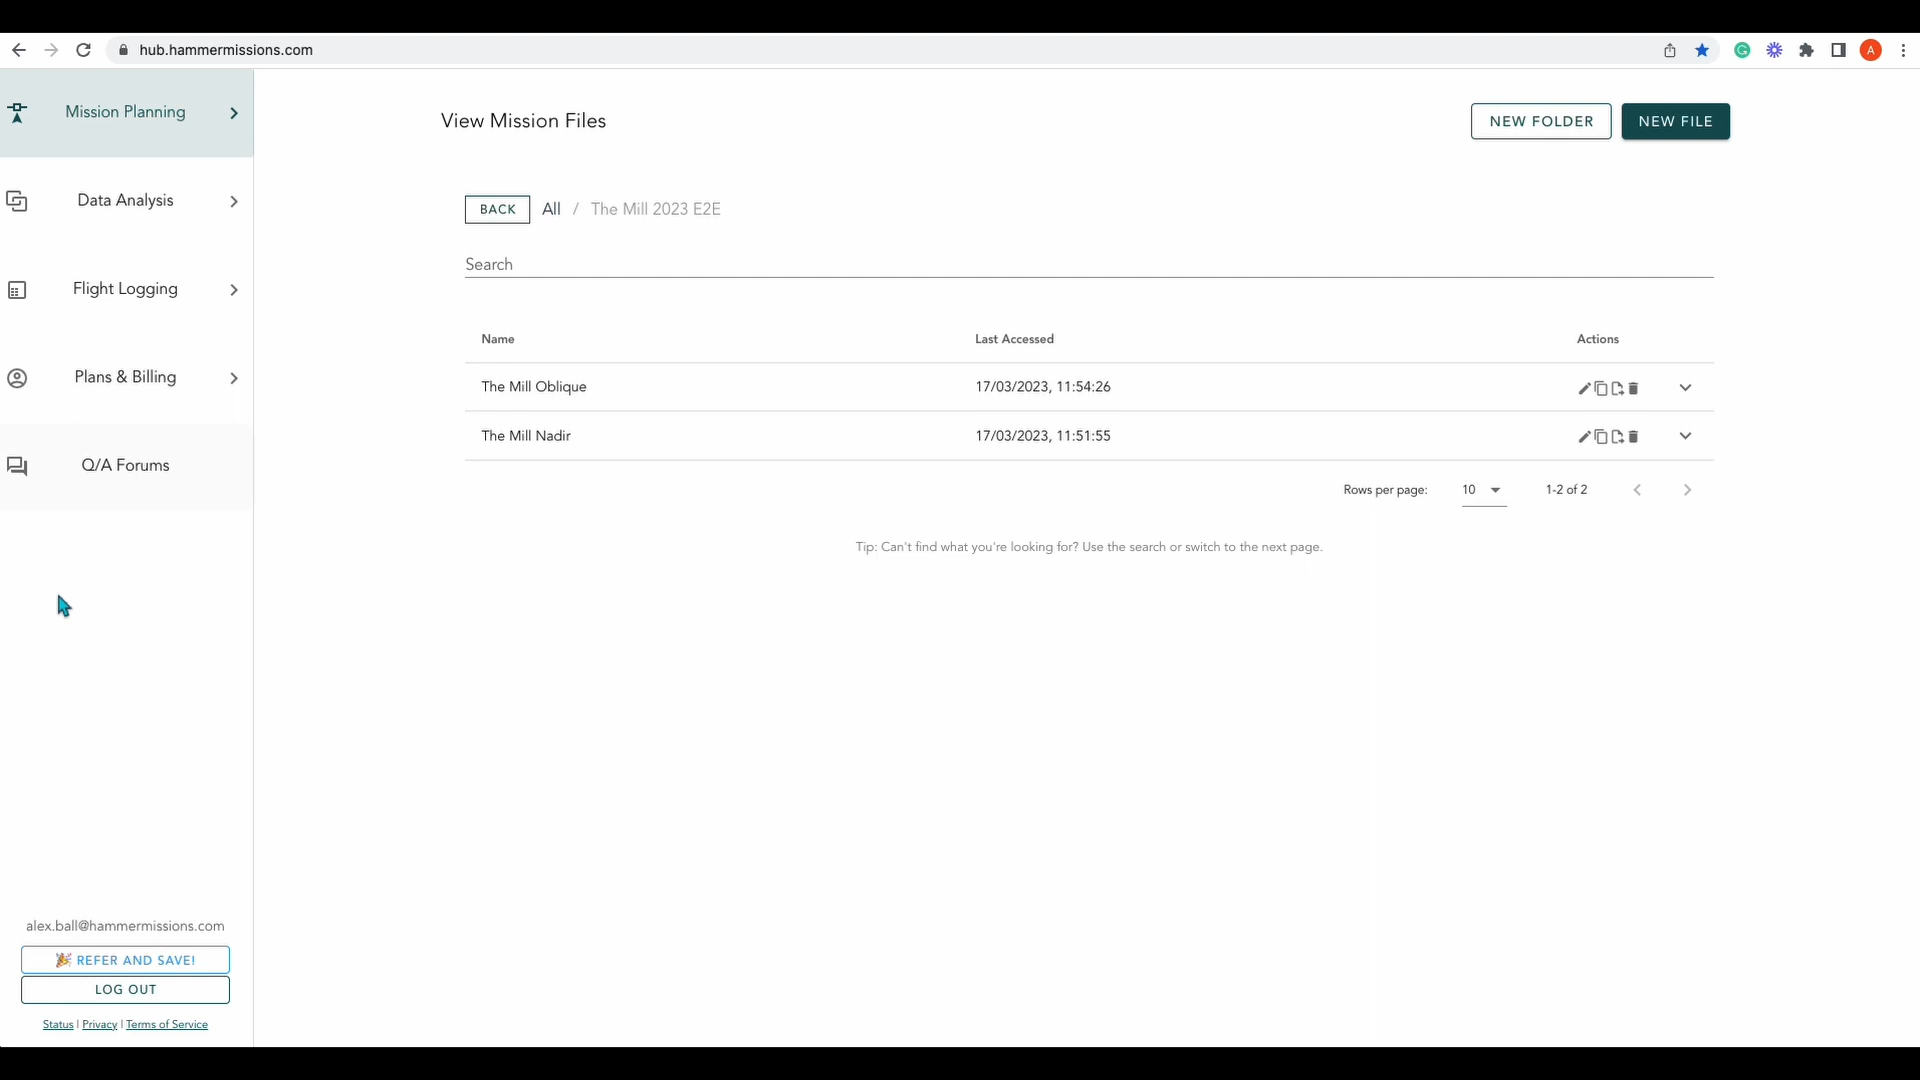 hub.hammermissions.com
A
Mission Planning
View Mission Files
NEW FOLDER
NEW FILE
Data Analysis
BACK All / The Mill 2023 E2E
Search
Flight Logging
Name Last Accessed Actions
Plans & Billing
The Mill Oblique 17/03/2023, 11:54:26
The Mill Nadir 17/03/2023, 11:51:55
Q/A Forums
Rows per page: 10 1-2 of 2
Tip: Can't find what you're looking for? Use the search or switch to the next page.
alex.ball@hammermissions.com
🎉 REFER AND SAVE!
LOG OUT
Status | Privacy | Terms of Service